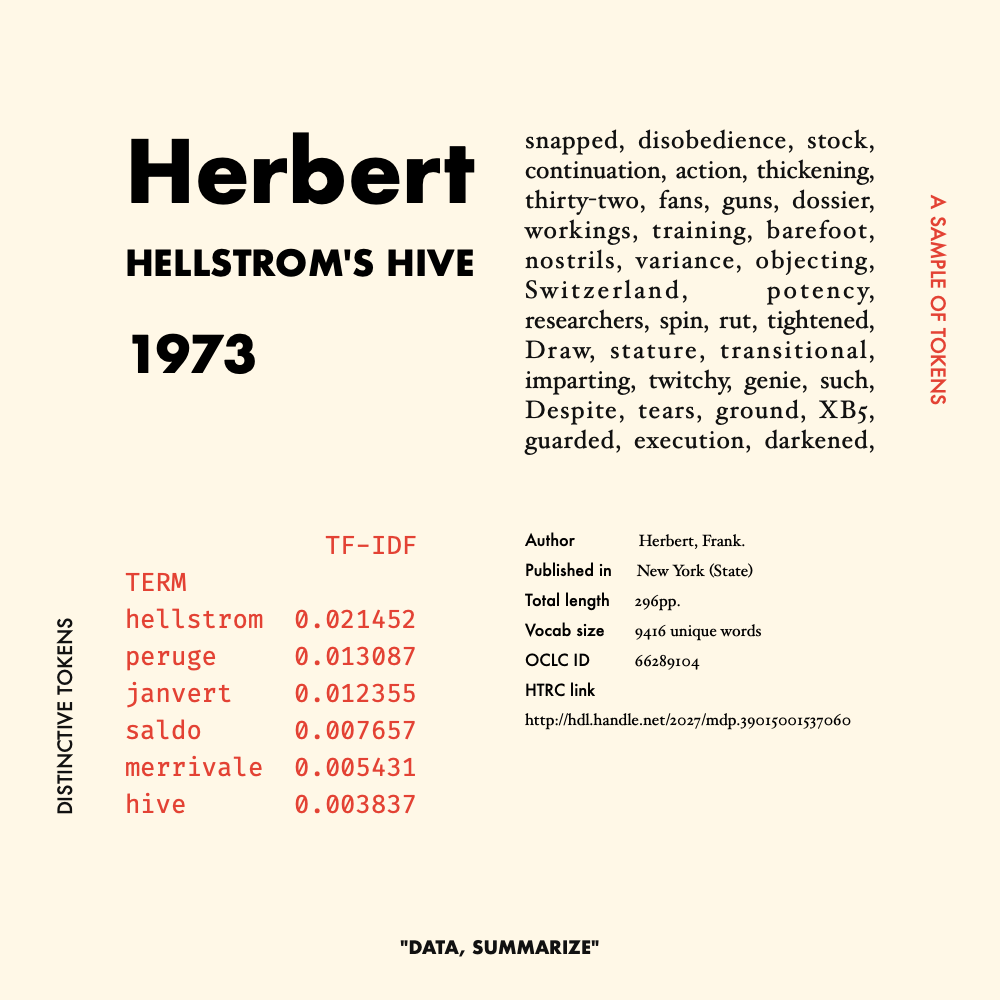 Herbert
HELLSTROM'S HIVE
1973
snapped, disobedience, stock,
continuation, action, thickening,
thirty-two, fans, guns, dossier,
workings, training, barefoot,
nostrils, variance, objecting,
Switzerland, potency,
researchers, spin, rut, tightened,
Draw, stature, transitional,
imparting, twitchy, genie, such,
Despite, tears, ground, XB5,
guarded, execution, darkened,
A SAMPLE OF TOKENS
DISTINCTIVE TOKENS
TF-IDF
TERM
hellstrom 0.021452
peruge 0.013087
janvert 0.012355
saldo 0.007657
merrivale 0.005431
hive 0.003837
Author Herbert, Frank.
Published in New York (State)
Total length 296pp.
Vocab size 9416 unique words
OCLC ID 66289104
HTRC link
http://hdl.handle.net/2027/mdp.39015001537060
"DATA, SUMMARIZE"